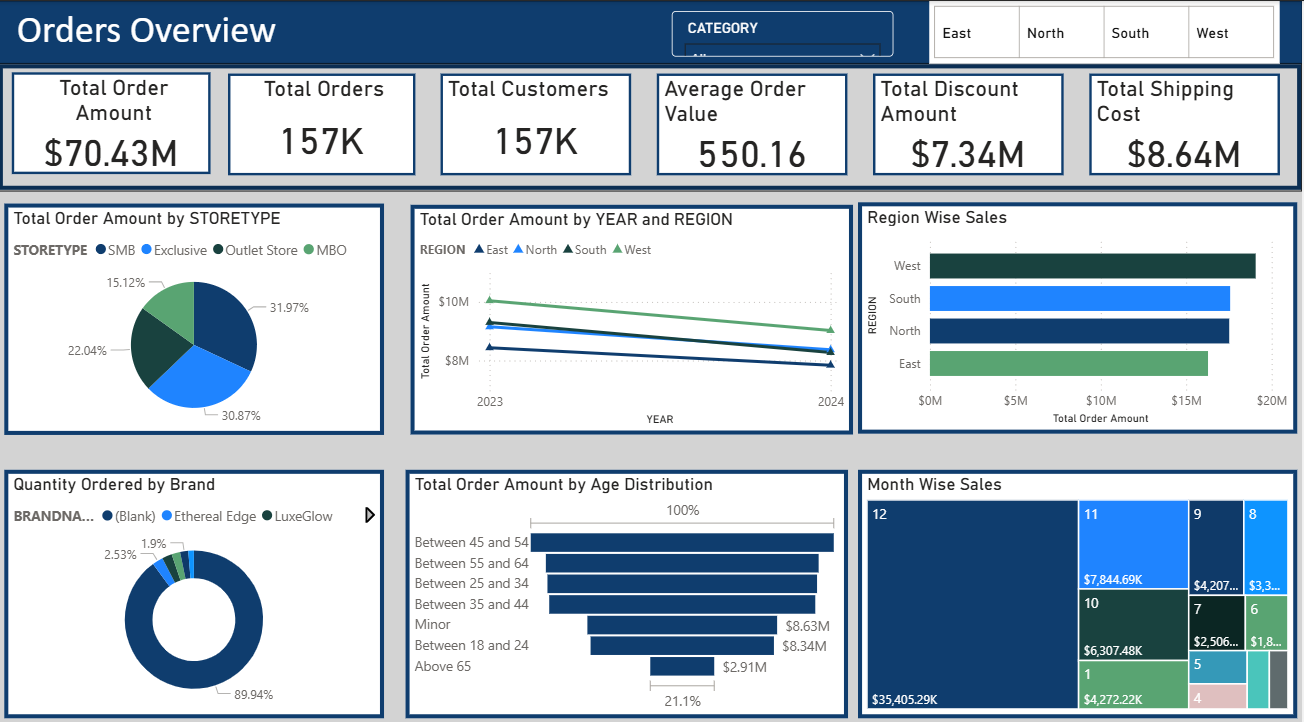 Orders Overview
CATEGORY
East
North
South
West
Total Order
Amount
$70.43M
Total Orders
157K
Total Customers
157K
Average Order
Value
550.16
Total Discount
Amount
$7.34M
Total Shipping
Cost
$8.64M
Total Order Amount by STORETYPE
STORETYPE SMB Exclusive Outlet Store MBO
15.12%
31.97%
22.04%
30.87%
Total Order Amount by YEAR and REGION
REGION East North South West
Total Order Amount
$10M
$8M
2023
2024
YEAR
Region Wise Sales
REGION
West
South
North
East
$0M
$5M
$10M
$15M
$20M
Total Order Amount
Quantity Ordered by Brand
BRANDNA... (Blank) Ethereal Edge LuxeGlow
1.9%
2.53%
89.94%
Total Order Amount by Age Distribution
100%
Between 45 and 54
Between 55 and 64
Between 25 and 34
Between 35 and 44
Minor
$8.63M
Between 18 and 24
$8.34M
Above 65
$2.91M
21.1%
Month Wise Sales
12
$35,405.29K
11
$7,844.69K
10
$6,307.48K
1
$4,272.22K
9
$4,207...
8
$3,3...
7
$2,506...
6
$1,8...
5
4